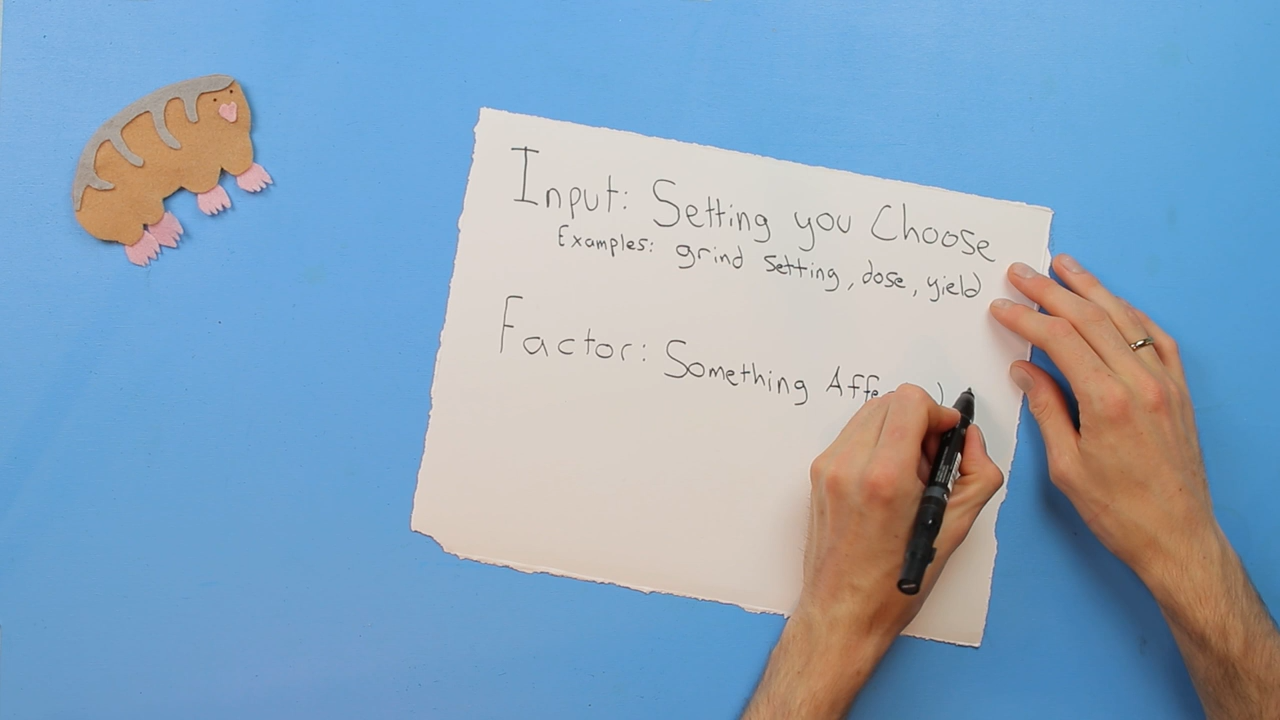 Input: Setting you Choose
Examples: grind setting, dose, yield
Factor: Something